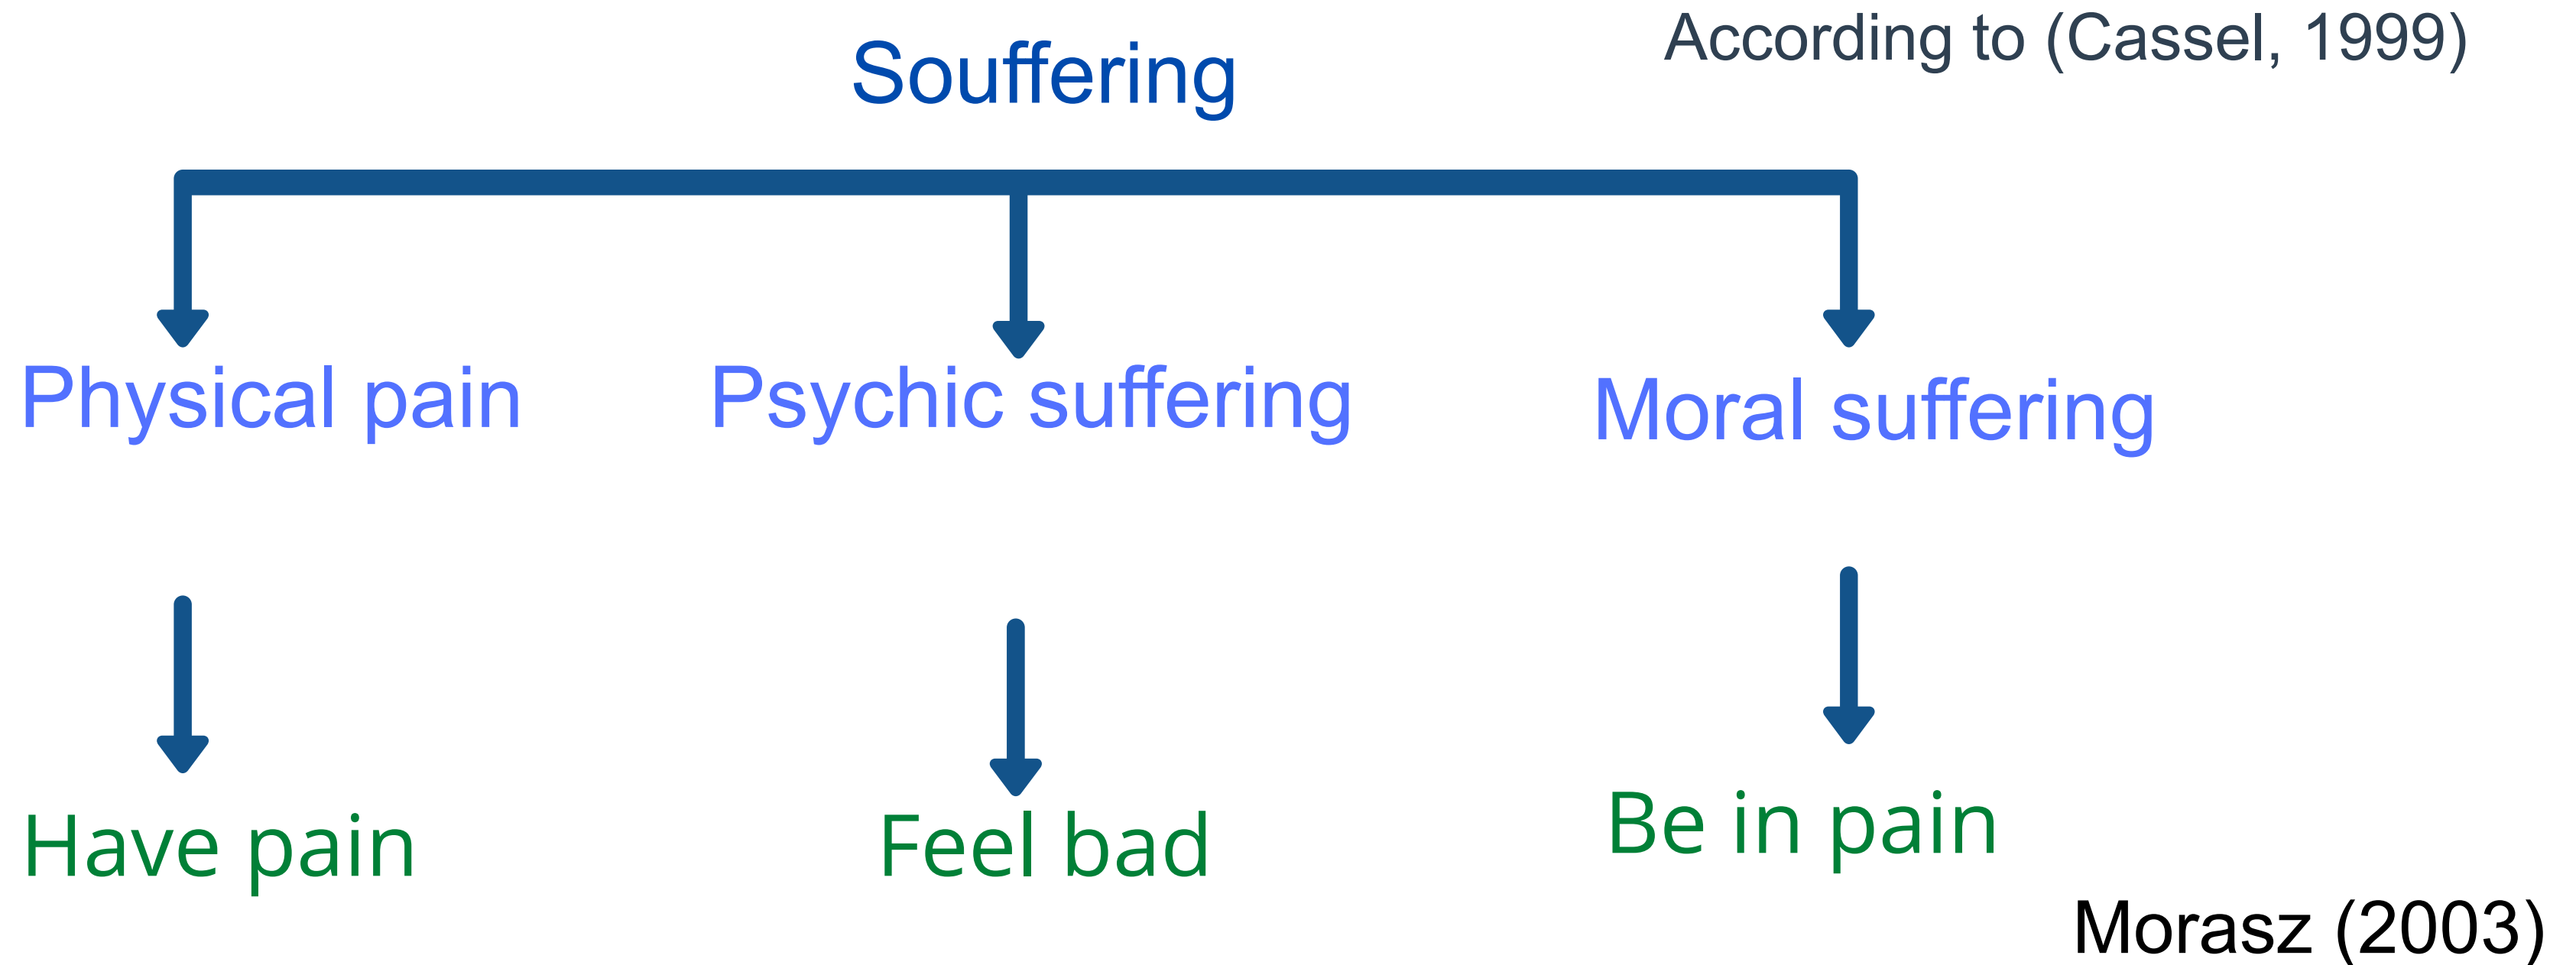 According to (Cassel, 1999)
Souffering
Physical pain
Psychic suffering
Moral suffering
Have pain
Feel bad
Be in pain
Morasz (2003)